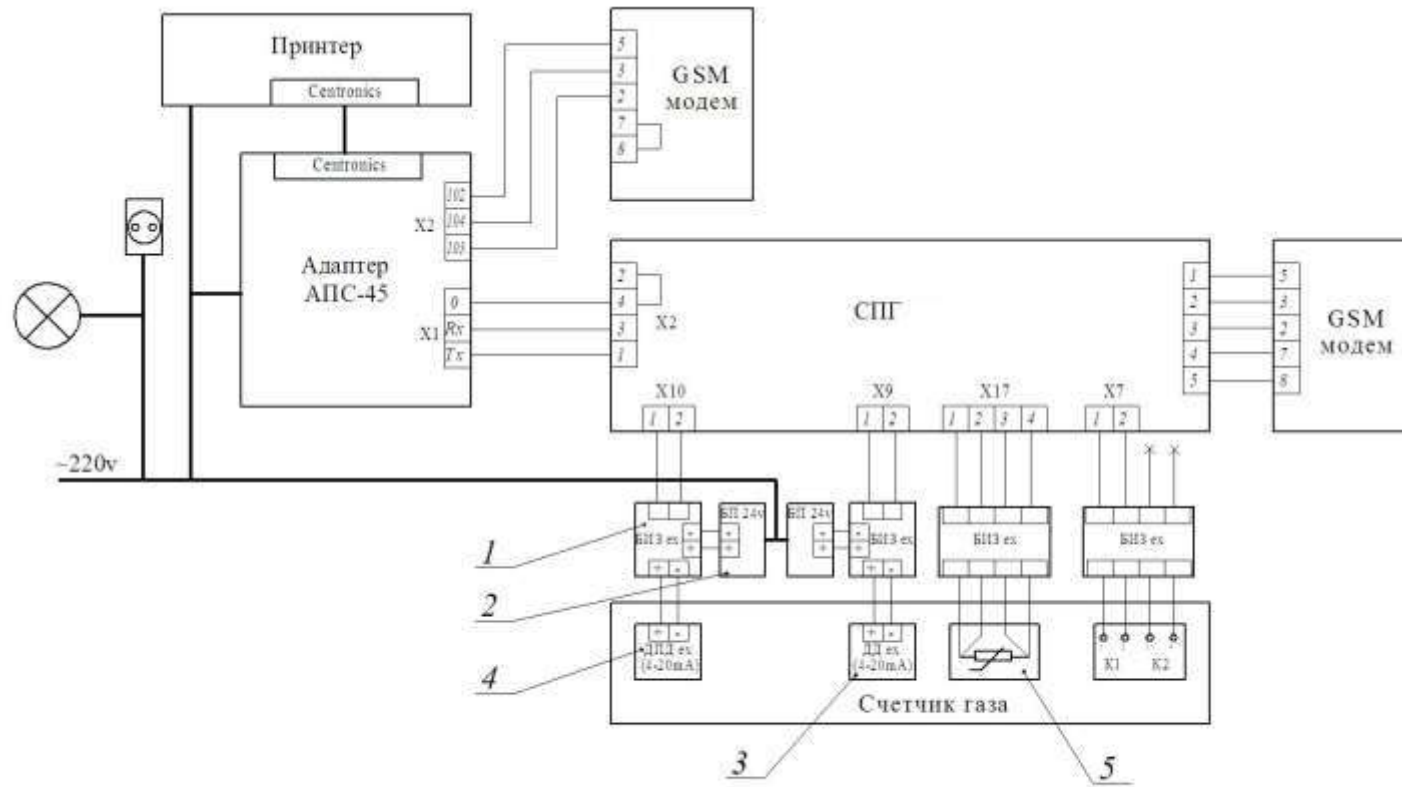 Принтер
Centronics
Centronics
Адаптер
АПС-45
X2
102
104
103
X1
0
Rx
Tx
5
3
2
7
8
GSM
модем
2
4
3
1
X2
СПГ
1
2
3
4
5
5
3
2
7
8
GSM
модем
X10
1 2
X9
1 2
X17
1 2 3 4
X7
1 2
~220v
БИЗ ex
- +
+ -
БП 24v
- +
БП 24v
- +
БИЗ ex
- +
+ -
БИЗ ex
БИЗ ex
1
2
+ -
ДПД ex
(4-20mA)
+ -
ДД ex
(4-20mA)
К1 К2
4
Счетчик газа
3
5